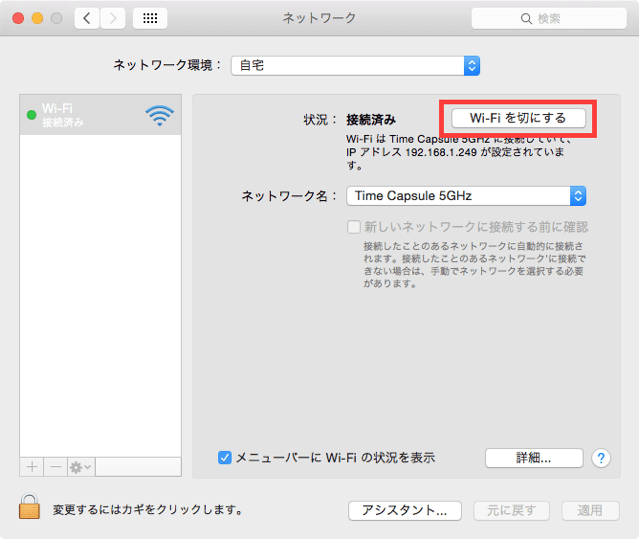 ネットワーク
検索
ネットワーク環境： 自宅
Wi-Fi
接続済み
状況： 接続済み Wi-Fi を切にする
Wi-Fi は Time Capsule 5GHz に接続していて、
IP アドレス 192.168.1.249 が設定されていま
す。
ネットワーク名： Time Capsule 5GHz
新しいネットワークに接続する前に確認
接続したことのあるネットワークに自動的に接続さ
れます。接続したことのあるネットワーク'に接続で
きない場合は、手動でネットワークを選択する必要
があります。
メニューバーに Wi-Fi の状況を表示 詳細... ?
変更するにはカギをクリックします。 アシスタント... 元に戻す 適用